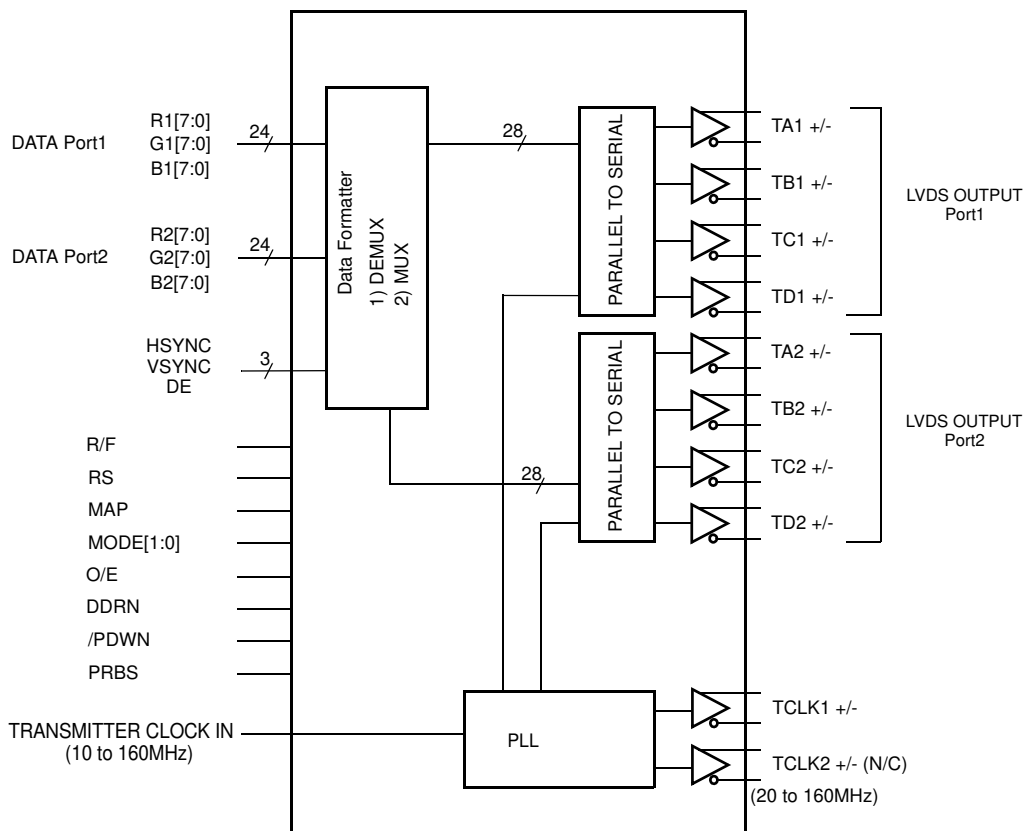 DATA Port1
R1[7:0]
G1[7:0]
B1[7:0]
24
DATA Port2
R2[7:0]
G2[7:0]
B2[7:0]
24
HSYNC
VSYNC
DE
3
Data Formatter
1) DEMUX
2) MUX
28
28
PARALLEL TO SERIAL
PARALLEL TO SERIAL
TA1 +/-
TB1 +/-
TC1 +/-
TD1 +/-
LVDS OUTPUT
Port1
TA2 +/-
TB2 +/-
TC2 +/-
TD2 +/-
LVDS OUTPUT
Port2
R/F
RS
MAP
MODE[1:0]
O/E
DDRN
/PDWN
PRBS
TRANSMITTER CLOCK IN
(10 to 160MHz)
PLL
TCLK1 +/-
TCLK2 +/- (N/C)
(20 to 160MHz)